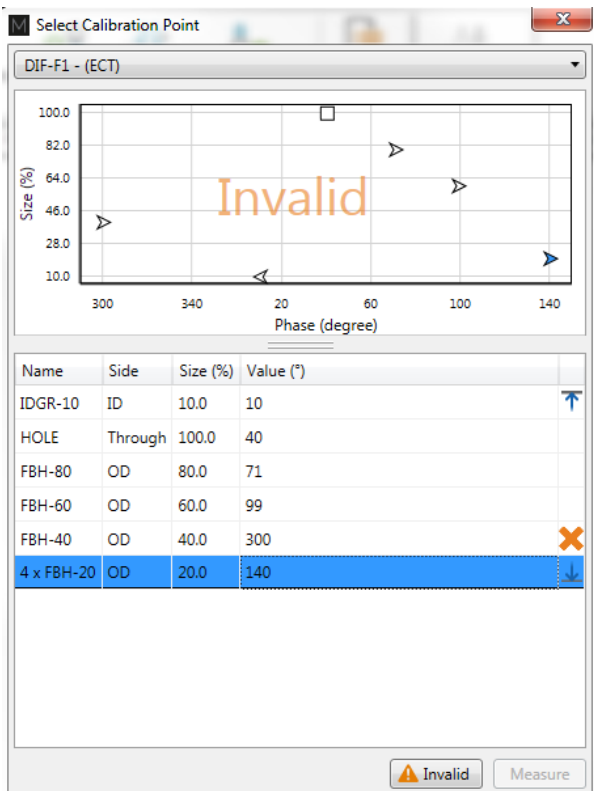 M Select Calibration Point
DIF-F1 - (ECT)
100.0
82.0
64.0
46.0
28.0
10.0
Size (%)
Invalid
300 340 20 60 100 140
Phase (degree)
Name Side Size (%) Value (°)
IDGR-10 ID 10.0 10
HOLE Through 100.0 40
FBH-80 OD 80.0 71
FBH-60 OD 60.0 99
FBH-40 OD 40.0 300
4 x FBH-20 OD 20.0 140
Invalid Measure